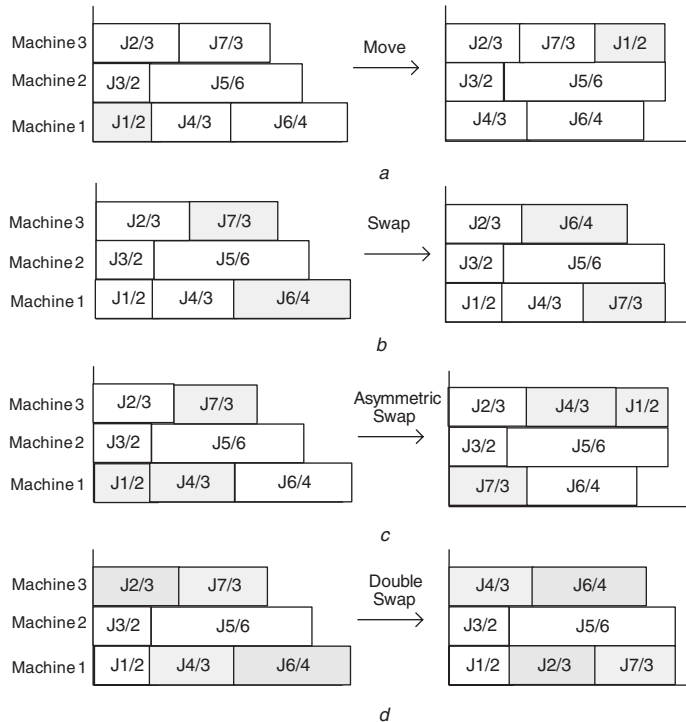 Machine 3 J2/3 J7/3 Move J2/3 J7/3 J1/2
Machine 2 J3/2 J5/6 J3/2 J5/6
Machine 1 J1/2 J4/3 J6/4 J4/3 J6/4
a
Machine 3 J2/3 J7/3 Swap J2/3 J6/4
Machine 2 J3/2 J5/6 J3/2 J5/6
Machine 1 J1/2 J4/3 J6/4 J1/2 J4/3 J7/3
b
Machine 3 J2/3 J7/3 Asymmetric J2/3 J4/3 J1/2
Swap
Machine 2 J3/2 J5/6 J3/2 J5/6
Machine 1 J1/2 J4/3 J6/4 J7/3 J6/4
c
Machine 3 J2/3 J7/3 Double J4/3 J6/4
Swap
Machine 2 J3/2 J5/6 J3/2 J5/6
Machine 1 J1/2 J4/3 J6/4 J1/2 J2/3 J7/3
d